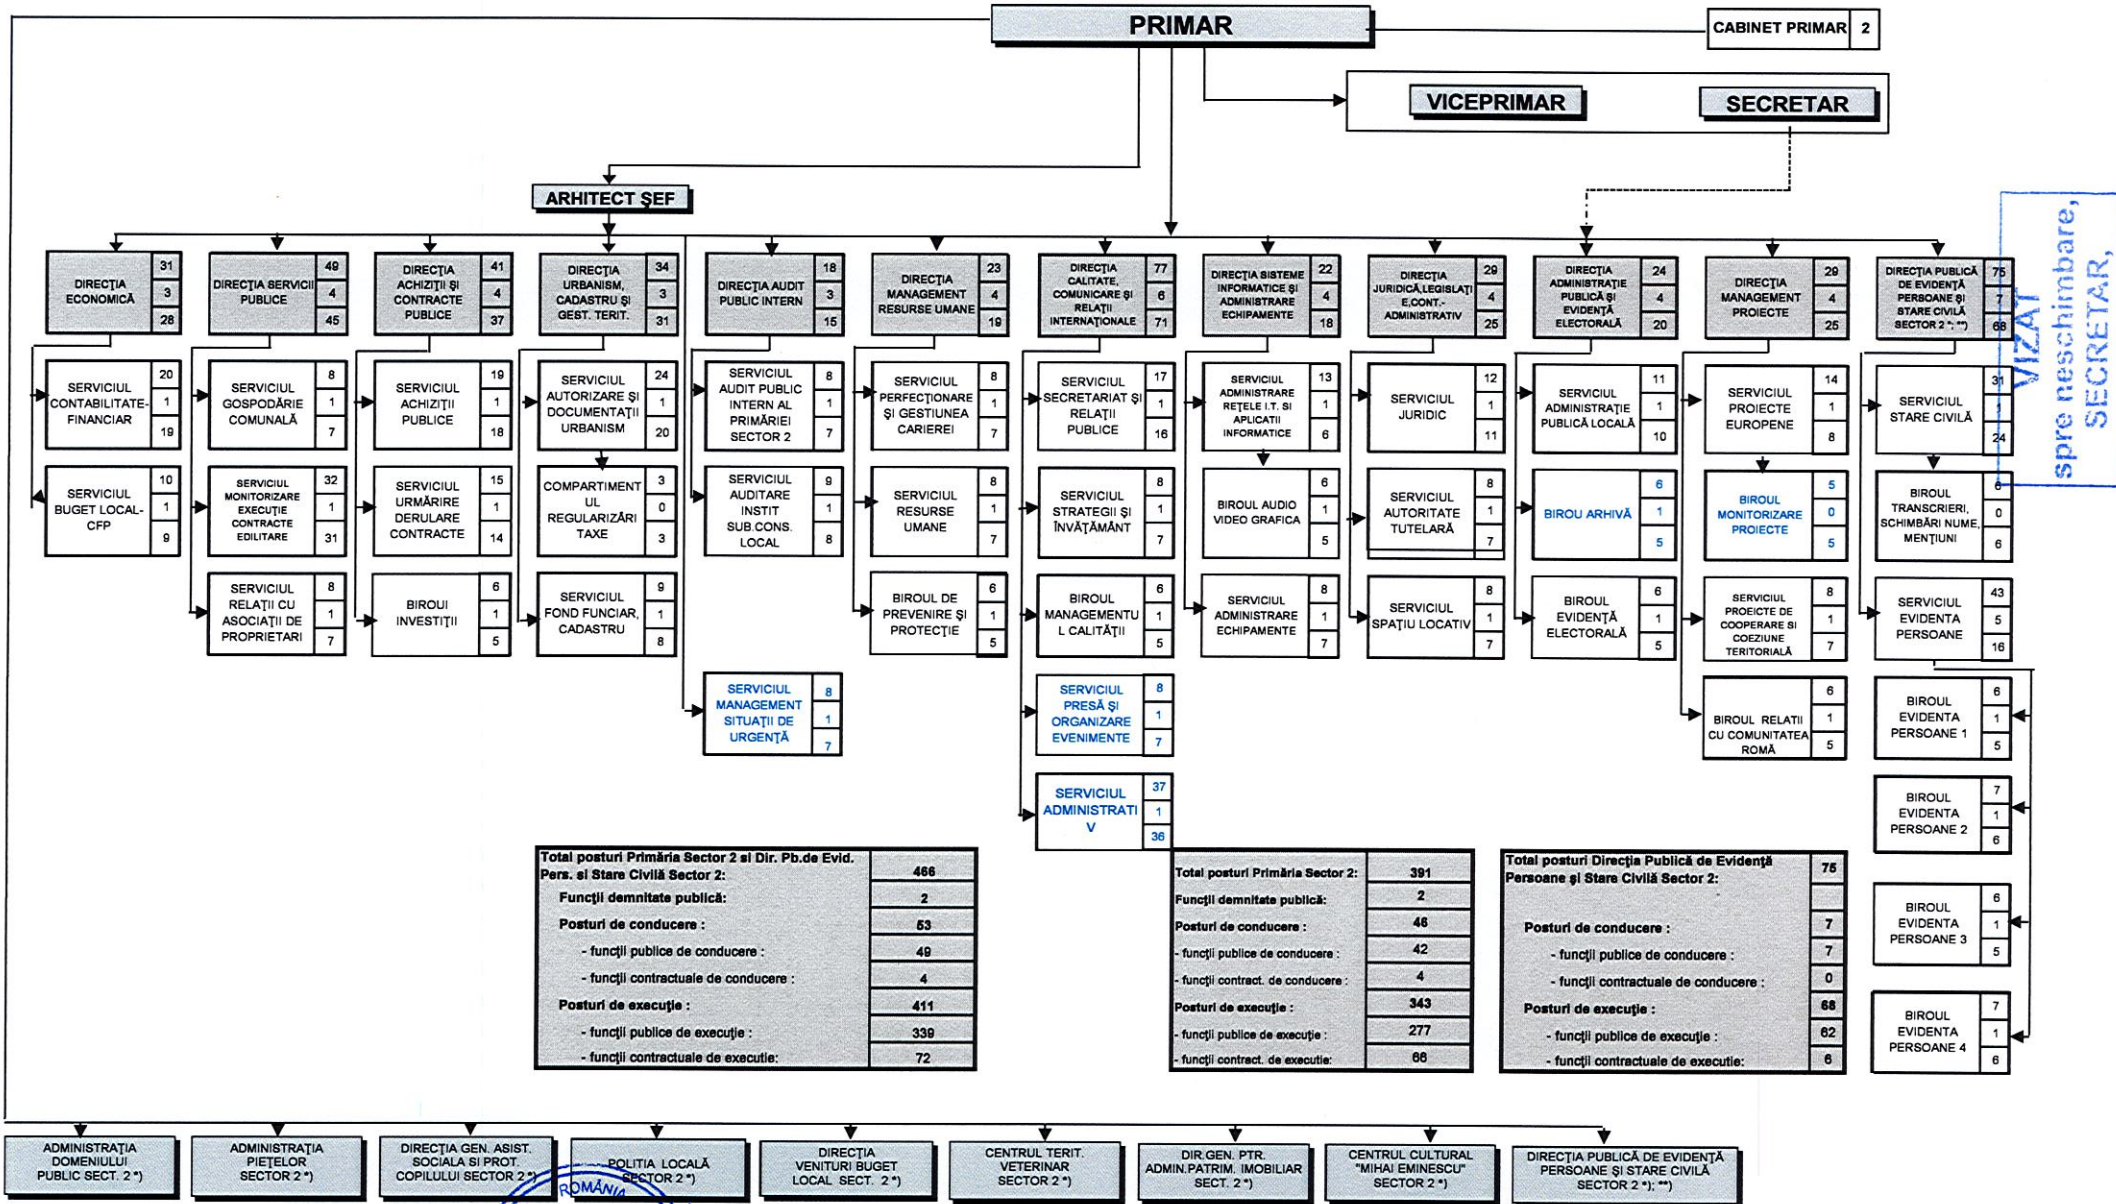 PRIMAR
CABINET PRIMAR 2
VICEPRIMAR
SECRETAR
ARHITECT ŞEF
VIZAT
spre neschimbare,
SECRETAR,
DIRECŢIA
ECONOMICĂ
31
3
28
DIRECŢIA SERVICII
PUBLICE
49
4
45
DIRECŢIA
ACHIZIŢII ŞI
CONTRACTE
PUBLICE
41
4
37
DIRECŢIA
URBANISM,
CADASTRU ŞI
GEST. TERIT.
34
3
31
DIRECŢIA AUDIT
PUBLIC INTERN
18
3
15
DIRECŢIA
MANAGEMENT
RESURSE UMANE
23
4
19
DIRECŢIA
CALITATE,
COMUNICARE ŞI
RELAŢII
INTERNAŢIONALE
77
6
71
DIRECŢIA SISTEME
INFORMATICE ŞI
ADMINISTRARE
ECHIPAMENTE
22
4
18
DIRECŢIA
JURIDICĂ,LEGISLAŢI
E,CONT.-
ADMINISTRATIV
29
4
25
DIRECŢIA
ADMINISTRAŢIE
PUBLICĂ ŞI
EVIDENŢĂ
ELECTORALĂ
24
4
20
DIRECŢIA
MANAGEMENT
PROIECTE
29
4
25
DIRECŢIA PUBLICĂ
DE EVIDENŢĂ
PERSOANE ŞI
STARE CIVILĂ
SECTOR 2 *; **)
75
7
68
SERVICIUL
CONTABILITATE-
FINANCIAR
20
1
19
SERVICIUL
GOSPODĂRIE
COMUNALĂ
8
1
7
SERVICIUL
ACHIZIŢII
PUBLICE
19
1
18
SERVICIUL
AUTORIZARE ŞI
DOCUMENTAŢII
URBANISM
24
1
20
SERVICIUL
AUDIT PUBLIC
INTERN AL
PRIMĂRIEI
SECTOR 2
8
1
7
SERVICIUL
PERFECŢIONARE
ŞI GESTIUNEA
CARIEREI
8
1
7
SERVICIUL
SECRETARIAT ŞI
RELAŢII
PUBLICE
17
1
16
SERVICIUL
ADMINISTRARE
REŢELE I.T. SI
APLICATII
INFORMATICE
13
1
6
SERVICIUL
JURIDIC
12
1
11
SERVICIUL
ADMINISTRAŢIE
PUBLICĂ LOCALĂ
11
1
10
SERVICIUL
PROIECTE
EUROPENE
14
1
8
SERVICIUL
STARE CIVILĂ
31
1
24
SERVICIUL
BUGET LOCAL-
CFP
10
1
9
SERVICIUL
MONITORIZARE
EXECUŢIE
CONTRACTE
EDILITARE
32
1
31
SERVICIUL
URMĂRIRE
DERULARE
CONTRACTE
15
1
14
COMPARTIMENT
UL
REGULARIZĂRI
TAXE
3
0
3
SERVICIUL
AUDITARE
INSTIT
SUB.CONS.
LOCAL
9
1
8
SERVICIUL
RESURSE
UMANE
8
1
7
SERVICIUL
STRATEGII ŞI
ÎNVĂŢĂMÂNT
8
1
7
BIROUL AUDIO
VIDEO GRAFICA
6
1
5
SERVICIUL
AUTORITATE
TUTELARĂ
8
1
7
BIROU ARHIVĂ
6
1
5
BIROUL
MONITORIZARE
PROIECTE
5
0
5
BIROUL
TRANSCRIERI,
SCHIMBĂRI NUME,
MENŢIUNI
6
0
6
SERVICIUL
RELAŢII CU
ASOCIAŢII DE
PROPRIETARI
8
1
7
BIROUl
INVESTIŢII
6
1
5
SERVICIUL
FOND FUNCIAR,
CADASTRU
9
1
8
BIROUL DE
PREVENIRE ŞI
PROTECŢIE
6
1
5
BIROUL
MANAGEMENTU
L CALITĂŢII
6
1
5
SERVICIUL
ADMINISTRARE
ECHIPAMENTE
8
1
7
SERVICIUL
SPAŢIU LOCATIV
8
1
7
BIROUL
EVIDENŢĂ
ELECTORALĂ
6
1
5
SERVICIUL
PROEICTE DE
COOPERARE SI
COEZIUNE
TERITORIALĂ
8
1
7
SERVICIUL
EVIDENTA
PERSOANE
43
5
16
SERVICIUL
MANAGEMENT
SITUAŢII DE
URGENŢĂ
8
1
7
SERVICIUL
PRESĂ ŞI
ORGANIZARE
EVENIMENTE
8
1
7
BIROUL RELATII
CU COMUNITATEA
ROMĂ
6
1
5
BIROUL
EVIDENTA
PERSOANE 1
6
1
5
SERVICIUL
ADMINISTRATI
V
37
1
36
BIROUL
EVIDENTA
PERSOANE 2
7
1
6
BIROUL
EVIDENTA
PERSOANE 3
6
1
5
BIROUL
EVIDENTA
PERSOANE 4
7
1
6
Total posturi Primăria Sector 2 si Dir. Pb.de Evid.
Pers. si Stare Civilă Sector 2: 466
Funcţii demnitate publică: 2
Posturi de conducere : 53
- funcţii publice de conducere : 49
- funcţii contractuale de conducere : 4
Posturi de execuţie : 411
- funcţii publice de execuţie : 339
- funcţii contractuale de executie: 72
Total posturi Primăria Sector 2: 391
Funcţii demnitate publică: 2
Posturi de conducere : 46
- funcţii publice de conducere : 42
- funcţii contract. de conducere : 4
Posturi de execuţie : 343
- funcţii publice de execuţie : 277
- funcţii contract. de executie: 66
Total posturi Direcţia Publică de Evidenţă
Persoane şi Stare Civilă Sector 2: 75
Posturi de conducere : 7
- funcţii publice de conducere : 7
- funcţii contractuale de conducere : 0
Posturi de execuţie : 68
- funcţii publice de execuţie : 62
- funcţii contractuale de executie: 6
ADMINISTRAŢIA
DOMENIULUI
PUBLIC SECT. 2 *)
ADMINISTRAŢIA
PIEŢELOR
SECTOR 2 *)
DIRECŢIA GEN. ASIST.
SOCIALA SI PROT.
COPILULUI SECTOR 2 *)
POLITIA LOCALĂ
SECTOR 2 *)
DIRECŢIA
VENITURI BUGET
LOCAL SECT. 2 *)
CENTRUL TERIT.
VETERINAR
SECTOR 2 *)
DIR.GEN. PTR.
ADMIN.PATRIM. IMOBILIAR
SECT. 2 *)
CENTRUL CULTURAL
"MIHAI EMINESCU"
SECTOR 2 *)
DIRECŢIA PUBLICĂ DE EVIDENŢĂ
PERSOANE ŞI STARE CIVILĂ
SECTOR 2 *); **)
ROMÂNIA